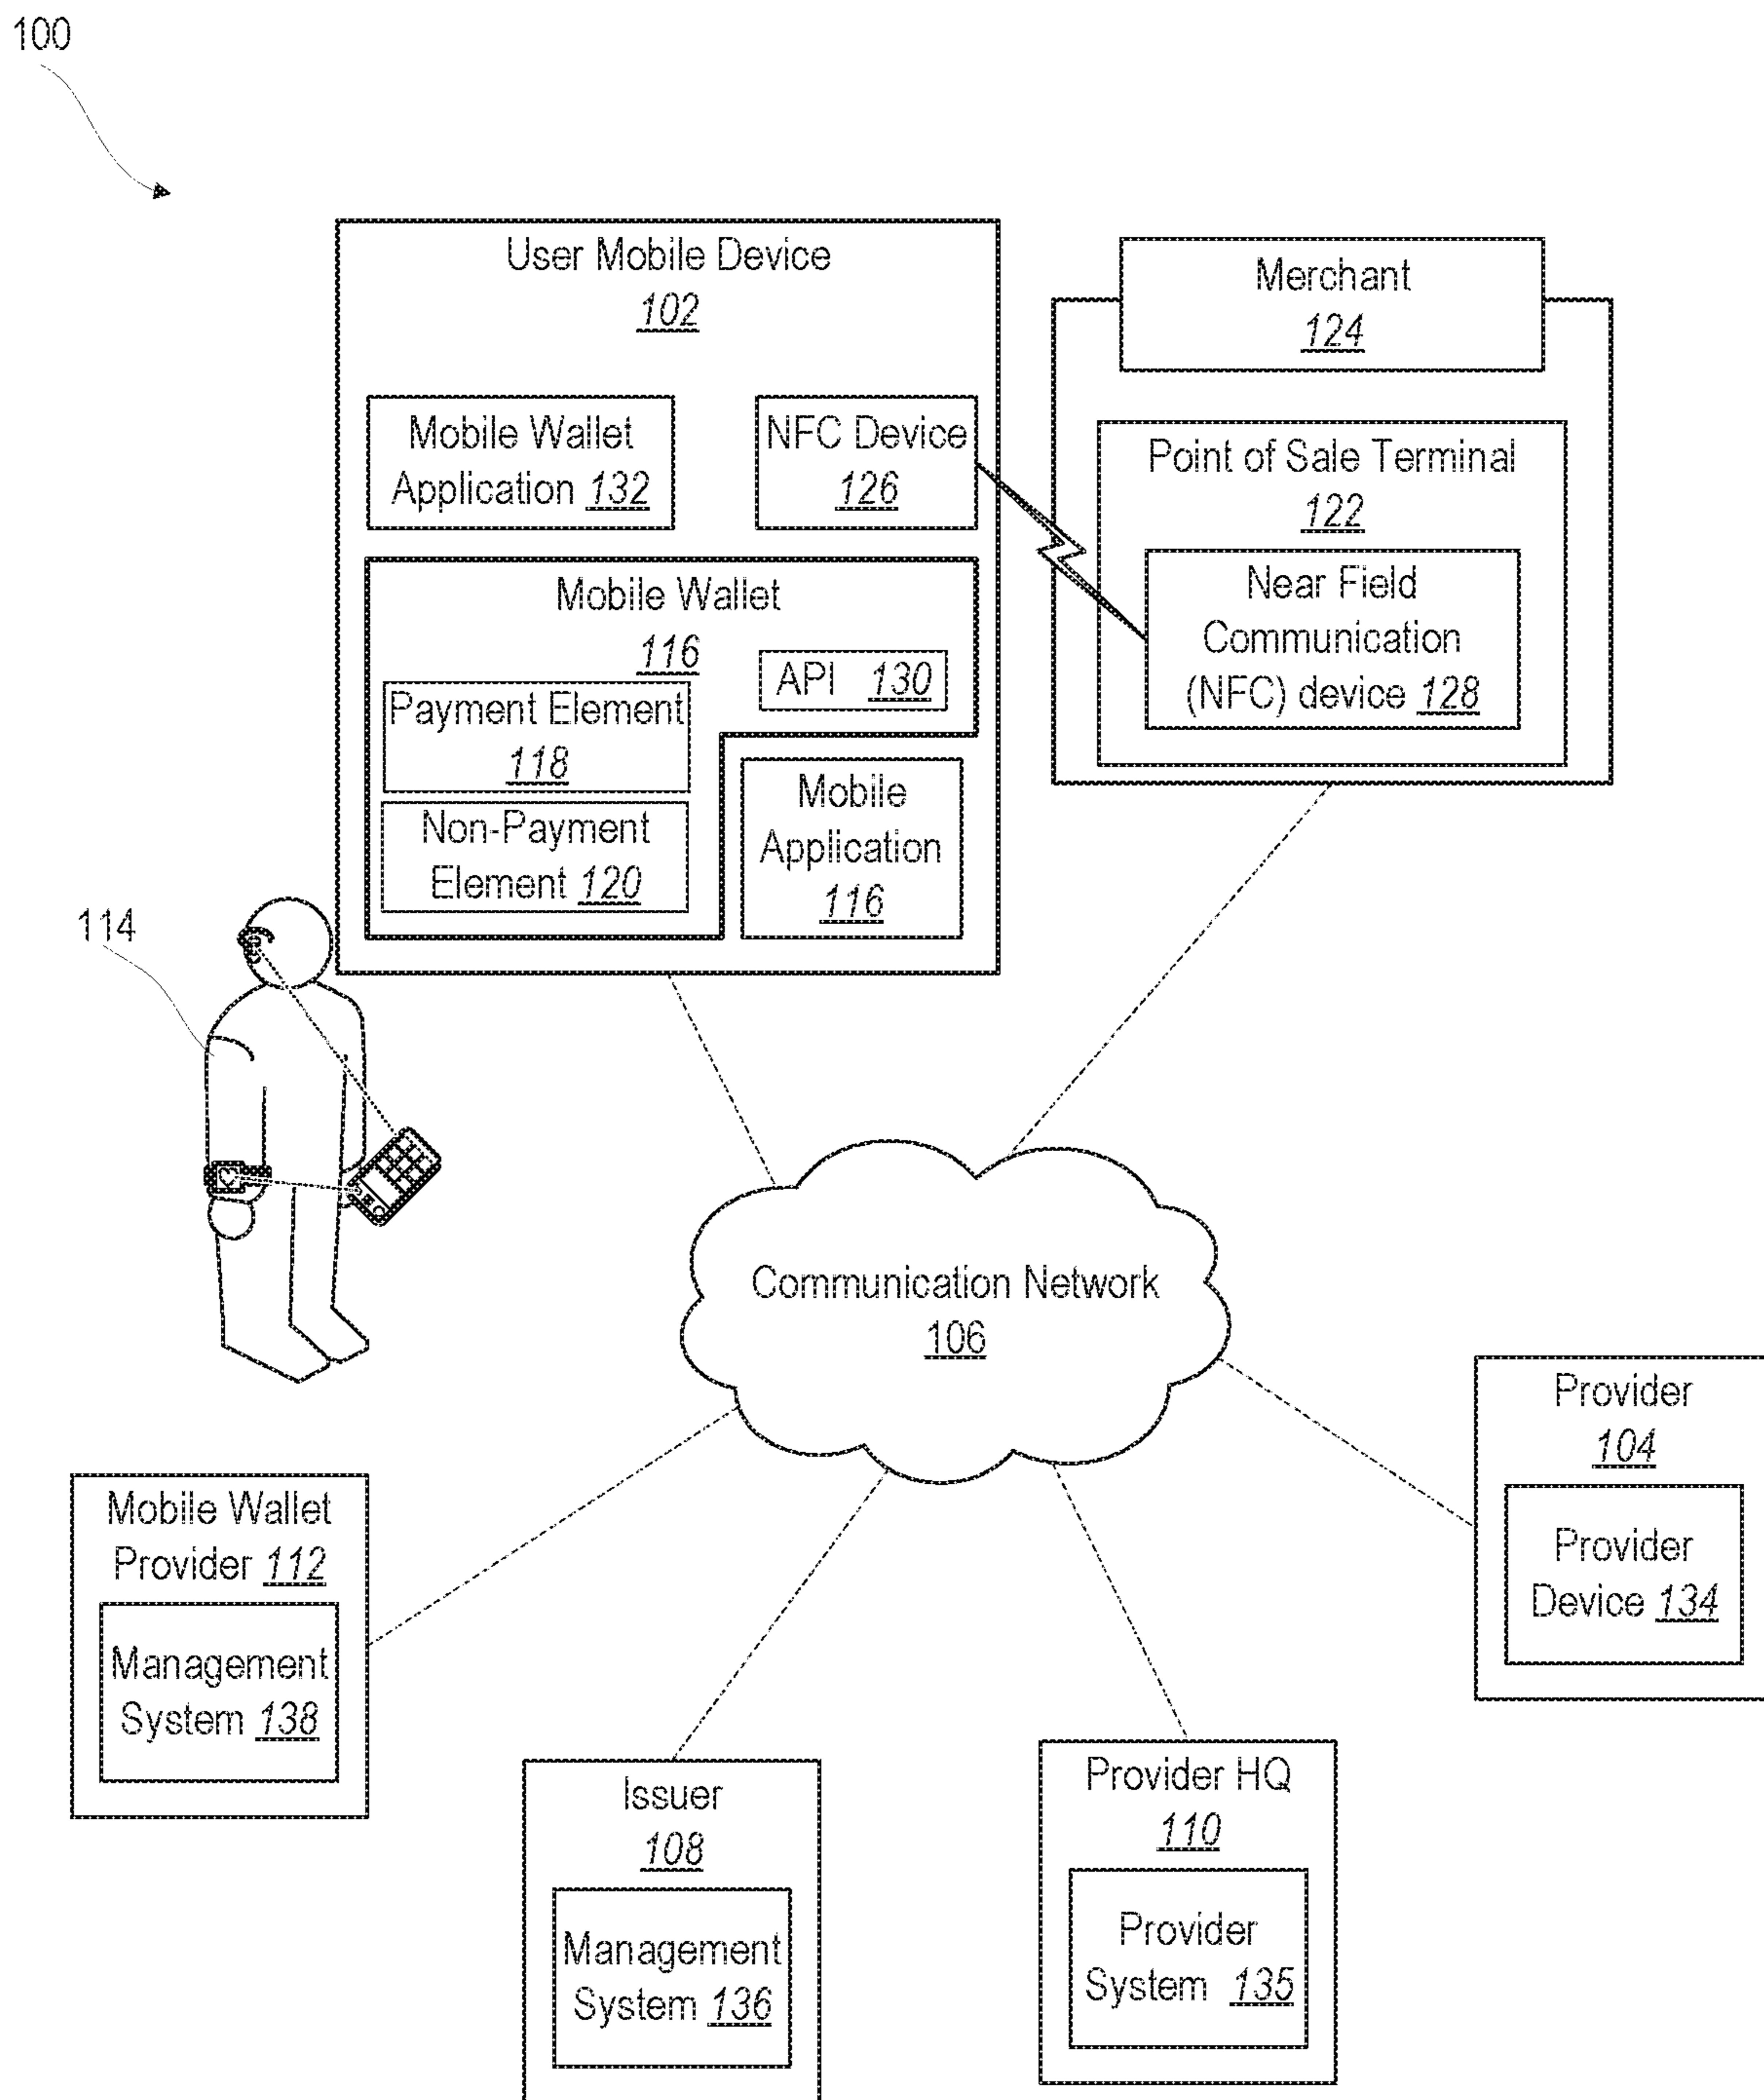 100
User Mobile Device
102
Mobile Wallet
Application 132
NFC Device
126
Mobile Wallet
116
API 130
Payment Element
118
Non-Payment
Element 120
Mobile
Application
116
Merchant
124
Point of Sale Terminal
122
Near Field
Communication
(NFC) device 128
114
Communication Network
106
Provider
104
Provider
Device 134
Mobile Wallet
Provider 112
Management
System 138
Issuer
108
Management
System 136
Provider HQ
110
Provider
System 135